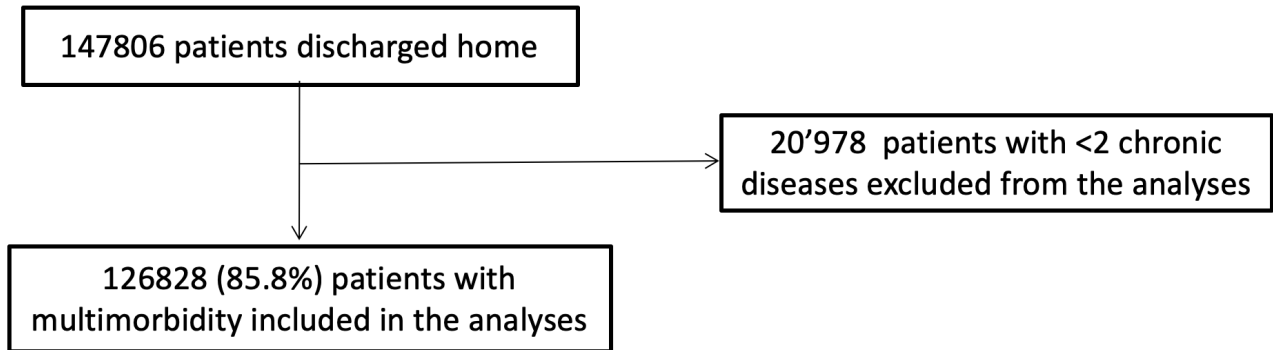 147806 patients discharged home
20’978 patients with <2 chronic
diseases excluded from the analyses
126828 (85.8%) patients with
multimorbidity included in the analyses